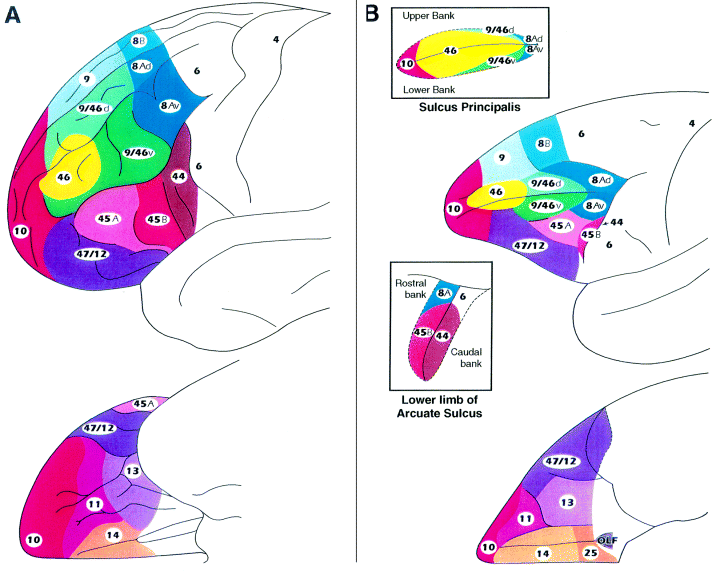 A
8B
8Ad
6
4
9
8Av
9/46d
9/46v
46
44
6
45A
45B
10
47/12
45A
47/12
13
11
10
14
B
Upper Bank
9/46d
8Ad
46
8Av
9/46v
10
Lower Bank
Sulcus Principalis
6
4
8B
9
9/46d
8Ad
46
9/46v
8Av
10
45A
44
45B
6
47/12
Rostral
bank
8A
6
45B
44
Caudal
bank
Lower limb of
Arcuate Sulcus
47/12
13
11
OLF
10
14
25